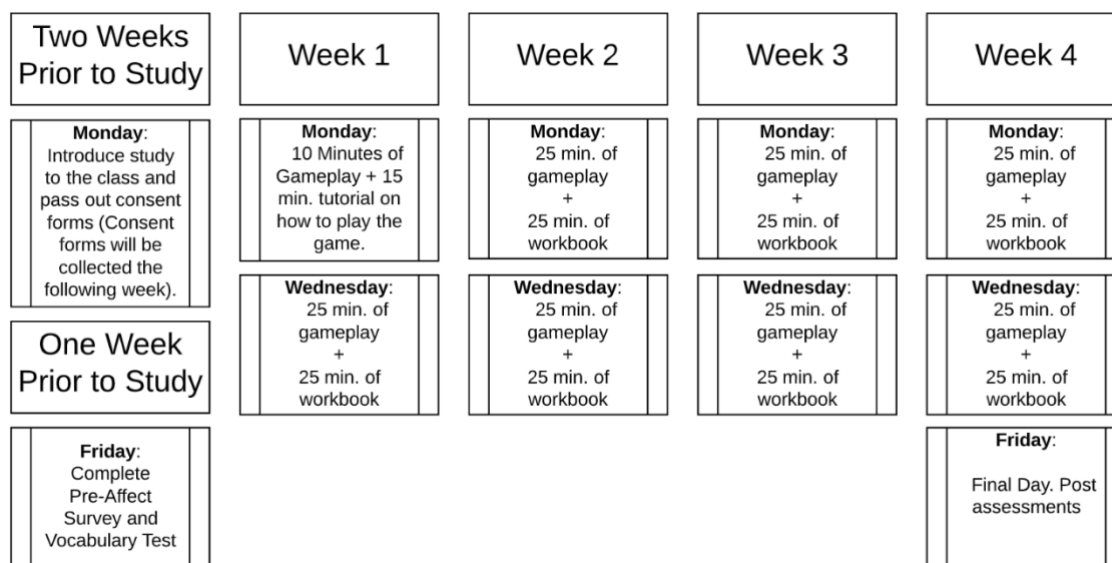 Two Weeks
Prior to Study
Monday:
Introduce study
to the class and
pass out consent
forms (Consent
forms will be
collected the
following week).
One Week
Prior to Study
Friday:
Complete
Pre-Affect
Survey and
Vocabulary Test
Week 1
Monday:
10 Minutes of
Gameplay + 15
min. tutorial on
how to play the
game.
Wednesday:
25 min. of
gameplay
+
25 min. of
workbook
Week 2
Monday:
25 min. of
gameplay
+
25 min. of
workbook
Wednesday:
25 min. of
gameplay
+
25 min. of
workbook
Week 3
Monday:
25 min. of
gameplay
+
25 min. of
workbook
Wednesday:
25 min. of
gameplay
+
25 min. of
workbook
Week 4
Monday:
25 min. of
gameplay
+
25 min. of
workbook
Wednesday:
25 min. of
gameplay
+
25 min. of
workbook
Friday:
Final Day. Post
assessments